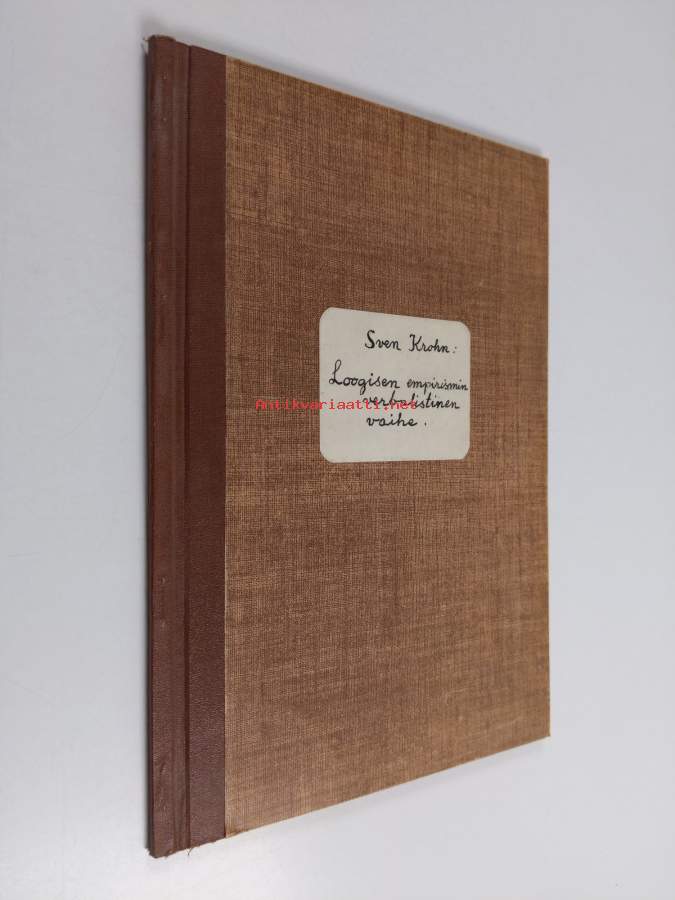 Sven Krohn:
Loogisen empirismin
Antikvariaatti.net
verbalistinen
vaihe.